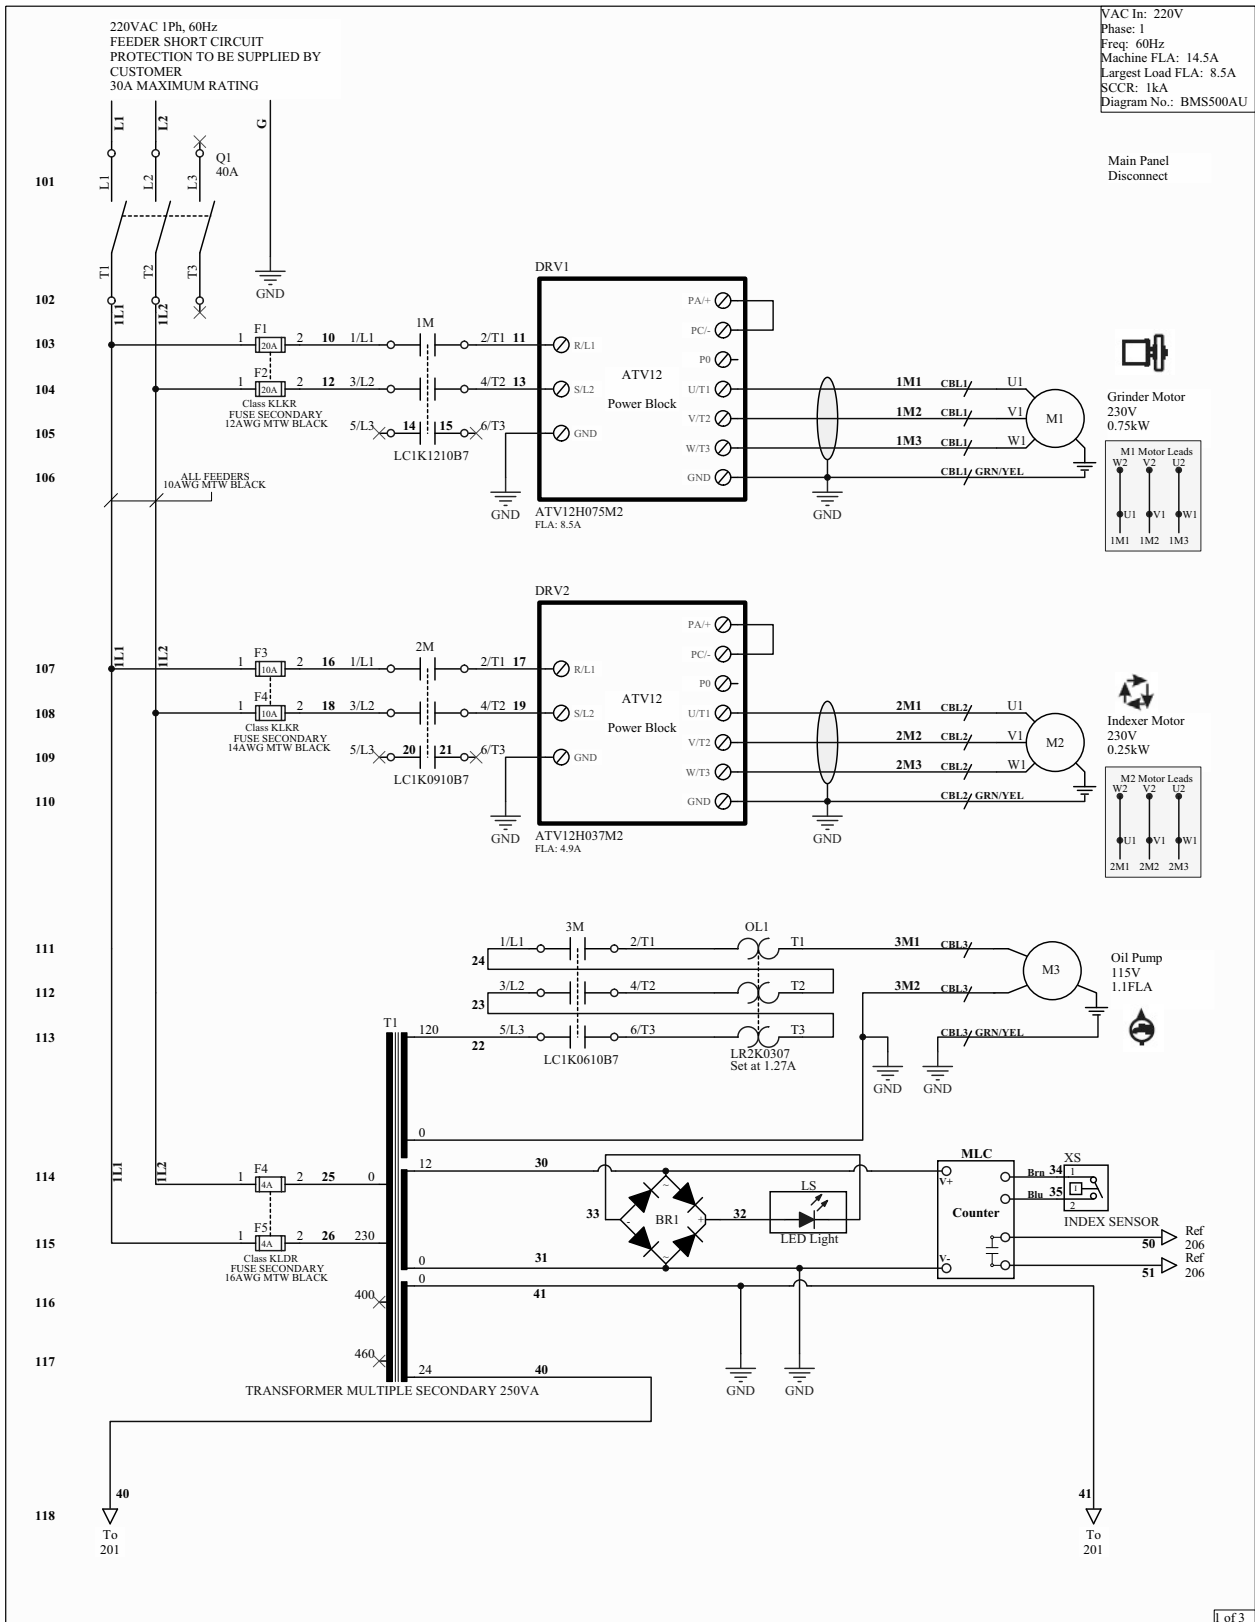 220VAC 1Ph, 60Hz
FEEDER SHORT CIRCUIT
PROTECTION TO BE SUPPLIED BY
CUSTOMER
30A MAXIMUM RATING
VAC In: 220V
Phase: 1
Freq: 60Hz
Machine FLA: 14.5A
Largest Load FLA: 8.5A
SCCR: 1kA
Diagram No.: BMS500AU
Main Panel
Disconnect
L1
L2
G
101
L1
L2
L3
Q1
40A
T1
T2
T3
GND
102
1L1
1L2
103
1
F1
20A
2
10
1/L1
1M
2/T1
11
104
1
F2
20A
2
12
3/L2
4/T2
13
Class KLKR
FUSE SECONDARY
12AWG MTW BLACK
105
5/L3
14
15
6/T3
LC1K1210B7
GND
106
ALL FEEDERS
10AWG MTW BLACK
DRV1
PA/+
PC/-
P0
R/L1
S/L2
GND
ATV12
Power Block
U/T1
V/T2
W/T3
GND
ATV12H075M2
FLA: 8.5A
GND
1M1
CBL1
U1
1M2
CBL1
V1
1M3
CBL1
W1
CBL1
GRN/YEL
M1
Grinder Motor
230V
0.75kW
M1 Motor Leads
W2 V2 U2
U1 V1 W1
1M1 1M2 1M3
1L1
1L2
107
1
F3
10A
2
16
1/L1
2M
2/T1
17
108
1
F4
10A
2
18
3/L2
4/T2
19
Class KLKR
FUSE SECONDARY
14AWG MTW BLACK
109
5/L3
20
21
6/T3
LC1K0910B7
GND
110
DRV2
PA/+
PC/-
P0
R/L1
S/L2
GND
ATV12
Power Block
U/T1
V/T2
W/T3
GND
ATV12H037M2
FLA: 4.9A
GND
2M1
CBL2
U1
2M2
CBL2
V1
2M3
CBL2
W1
CBL2
GRN/YEL
M2
Indexer Motor
230V
0.25kW
M2 Motor Leads
W2 V2 U2
U1 V1 W1
2M1 2M2 2M3
111
1/L1
3M
2/T1
OL1
T1
3M1
CBL3
24
112
3/L2
4/T2
T2
3M2
CBL3
23
113
T1
120
5/L3
6/T3
T3
22
LC1K0610B7
LR2K0307
Set at 1.27A
CBL3
GRN/YEL
GND
GND
M3
Oil Pump
115V
1.1FLA
0
1L1
1L2
114
1
F4
4A
2
25
0
12
30
115
1
F5
4A
2
26
230
Class KLDR
FUSE SECONDARY
16AWG MTW BLACK
33
~
-
BR1
+
~
32
LS
LED Light
0
31
MLC
V+
Counter
V-
Brn
34
Blu
35
XS
1
1
2
INDEX SENSOR
50
Ref
206
51
Ref
206
0
41
116
400
117
460
24
40
GND
GND
TRANSFORMER MULTIPLE SECONDARY 250VA
118
40
To
201
41
To
201
1 of 3